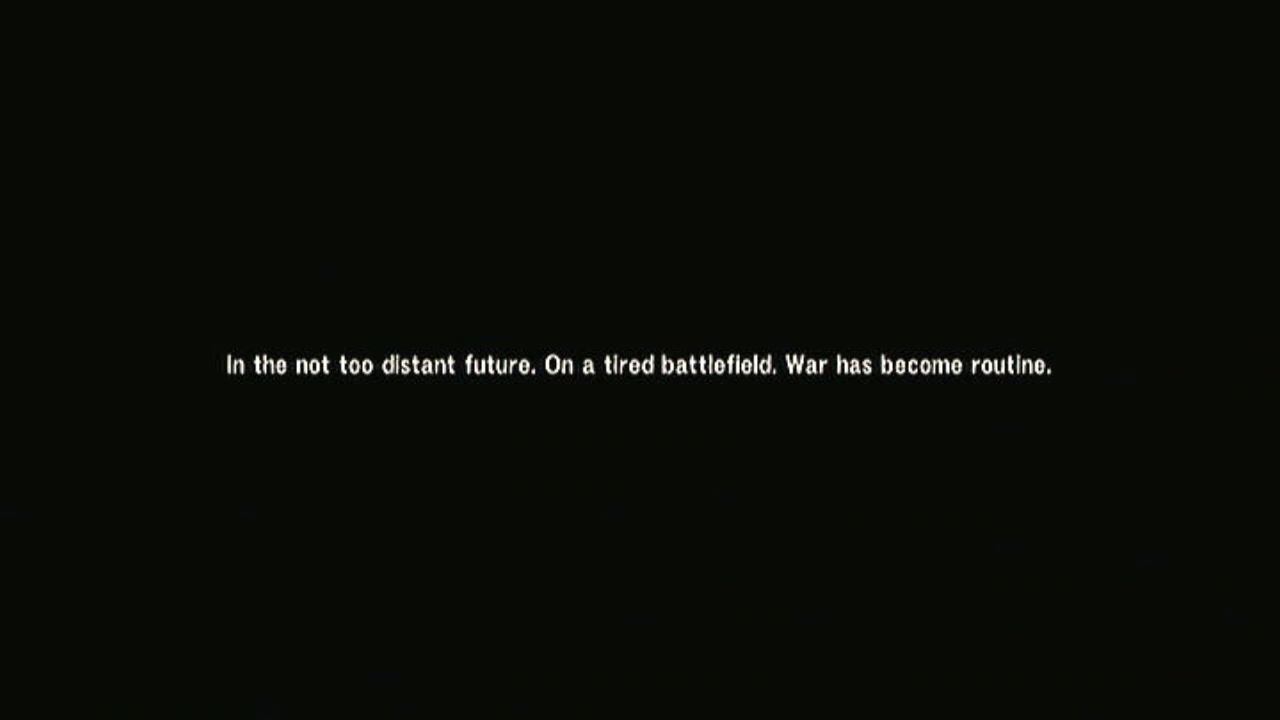 In the not too distant future. On a tired battlefield. War has become routine.